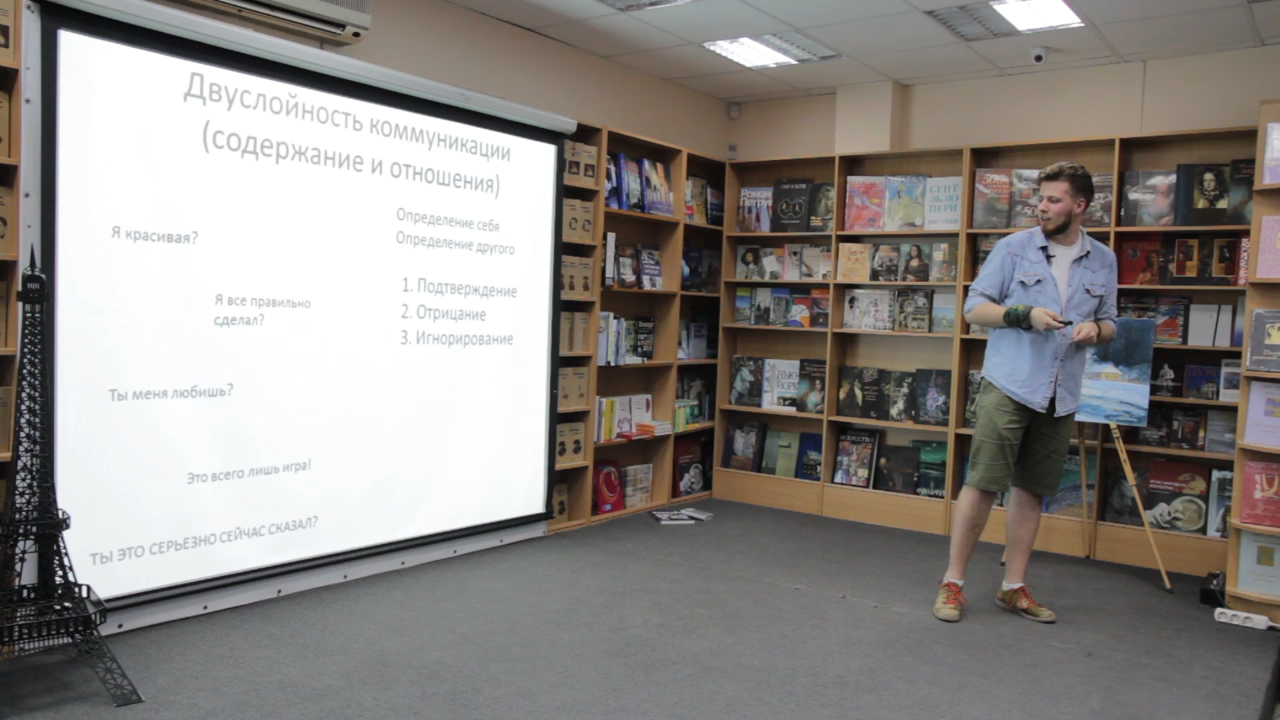 Двуслойность коммуникации
(содержание и отношения)
Я красивая?
Я все правильно
сделал?
Ты меня любишь?
Это всего лишь игра!
ТЫ ЭТО СЕРЬЕЗНО СЕЙЧАС СКАЗАЛ?
Определение себя
Определение другого
1. Подтверждение
2. Отрицание
3. Игнорирование